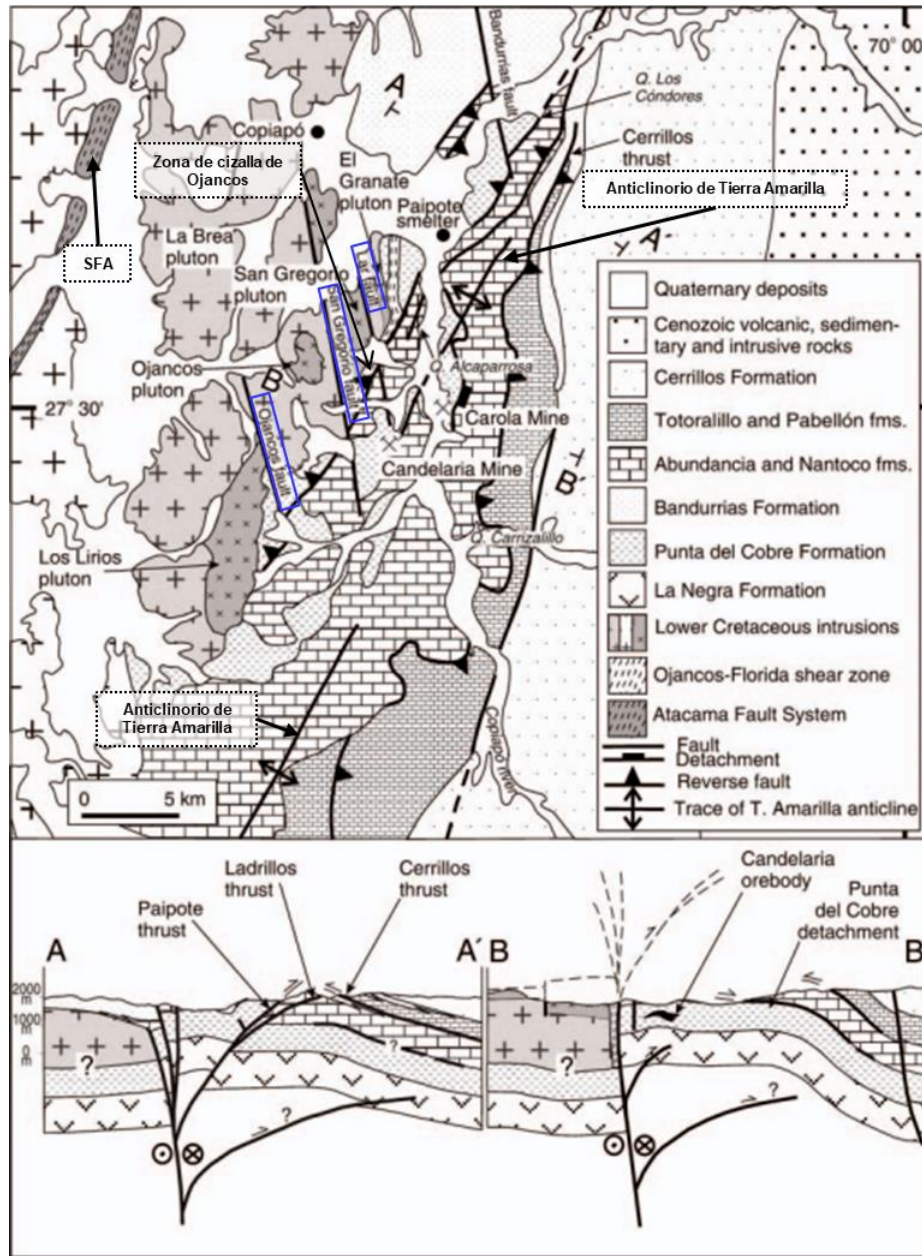 70° 00
Bandurrias fault
A
Q. Los
Cóndores
Copiapó
Cerrillos
thrust
Zona de cizalla de
Ojancos
El
Granate
pluton
Paipote
smelter
Anticlinorio de Tierra Amarilla
SFA
La Brea
pluton
A'
San Gregorio
pluton
Lar fault
San Gregorio fault
Ojancos
pluton
B
Q. Alcaparrosa
27° 30'
Ojancos fault
Carola Mine
Candelaria Mine
B'
Q. Carrizalillo
Los Lirios
pluton
Anticlinorio de
Tierra Amarilla
Copiapó river
0 5 km
Quaternary deposits
Cenozoic volcanic, sedimen-
tary and intrusive rocks
Cerrillos Formation
Totoralillo and Pabellón fms.
Abundancia and Nantoco fms.
Bandurrias Formation
Punta del Cobre Formation
La Negra Formation
Lower Cretaceous intrusions
Ojancos-Florida shear zone
Atacama Fault System
Fault
Detachment
Reverse fault
Trace of T. Amarilla anticline
Ladrillos
thrust
Cerrillos
thrust
Paipote
thrust
Candelaria
orebody
Punta
del Cobre
detachment
A
A´
B
B
2000
m
1000
m
0
m
?
?
?
?
?